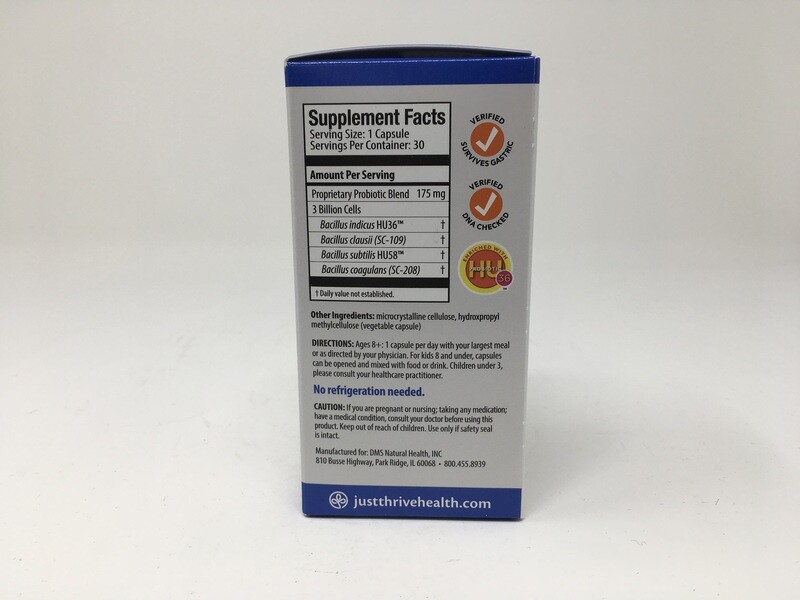 Supplement Facts
Serving Size: 1 Capsule
Servings Per Container: 30
Amount Per Serving
Proprietary Probiotic Blend 175 mg
3 Billion Cells
Bacillus indicus HU36™ †
Bacillus clausii (SC-109) †
Bacillus subtilis HU58™ †
Bacillus coagulans (SC-208) †
† Daily value not established.
VERIFIED
SURVIVES GASTRIC
VERIFIED
DNA CHECKED
ENRICHED WITH
PROBIOTIC
HU
36
™
Other Ingredients: microcrystalline cellulose, hydroxpropyl
methylcellulose (vegetable capsule)
DIRECTIONS: Ages 8+: 1 capsule per day with your largest meal
or as directed by your physician. For kids 8 and under, capsules
can be opened and mixed with food or drink. Children under 3,
please consult your healthcare practitioner.
No refrigeration needed.
CAUTION: If you are pregnant or nursing; taking any medication;
have a medical condition, consult your doctor before using this
product. Keep out of reach of children. Use only if safety seal
is intact.
Manufactured for: DMS Natural Health, INC
810 Busse Highway, Park Ridge, IL 60068 • 800.455.8939
justthrivehealth.com